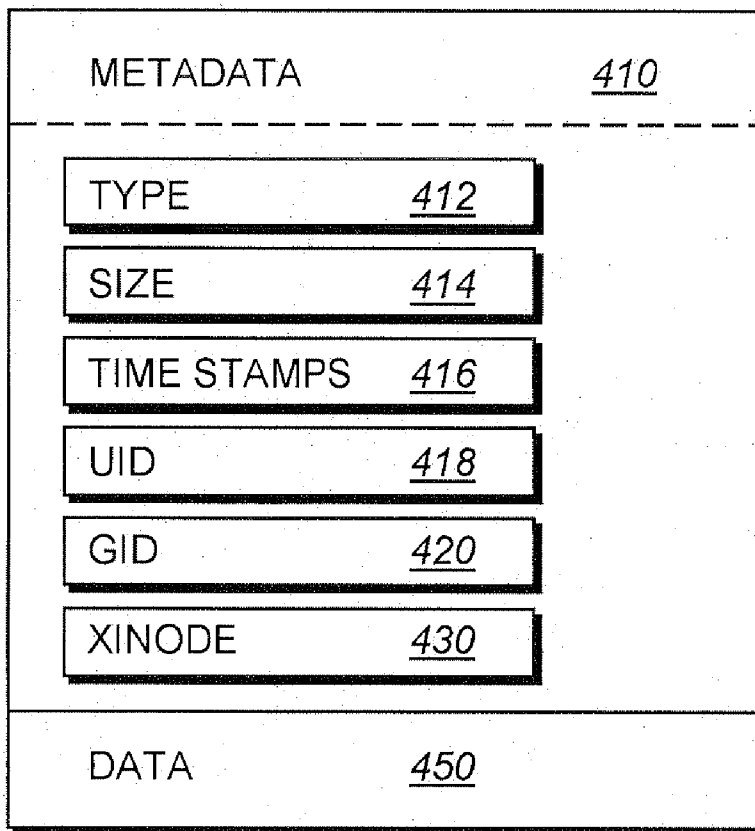 METADATA 410
TYPE 412
SIZE 414
TIME STAMPS 416
UID 418
GID 420
XINODE 430
DATA 450